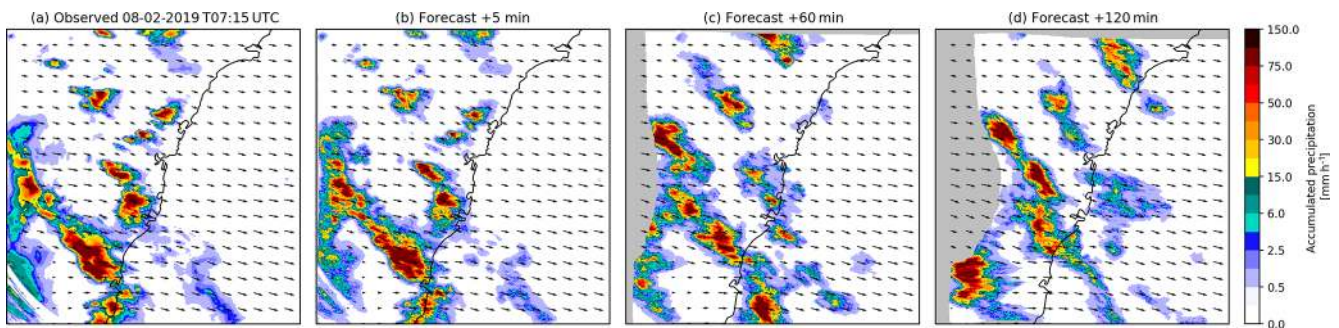 (a) Observed 08-02-2019 T07:15 UTC
(b) Forecast +5 min
(c) Forecast +60 min
(d) Forecast +120 min
150.0
75.0
50.0
30.0
15.0
6.0
2.5
0.5
0.0
Accumulated precipitation
[mm h⁻¹]